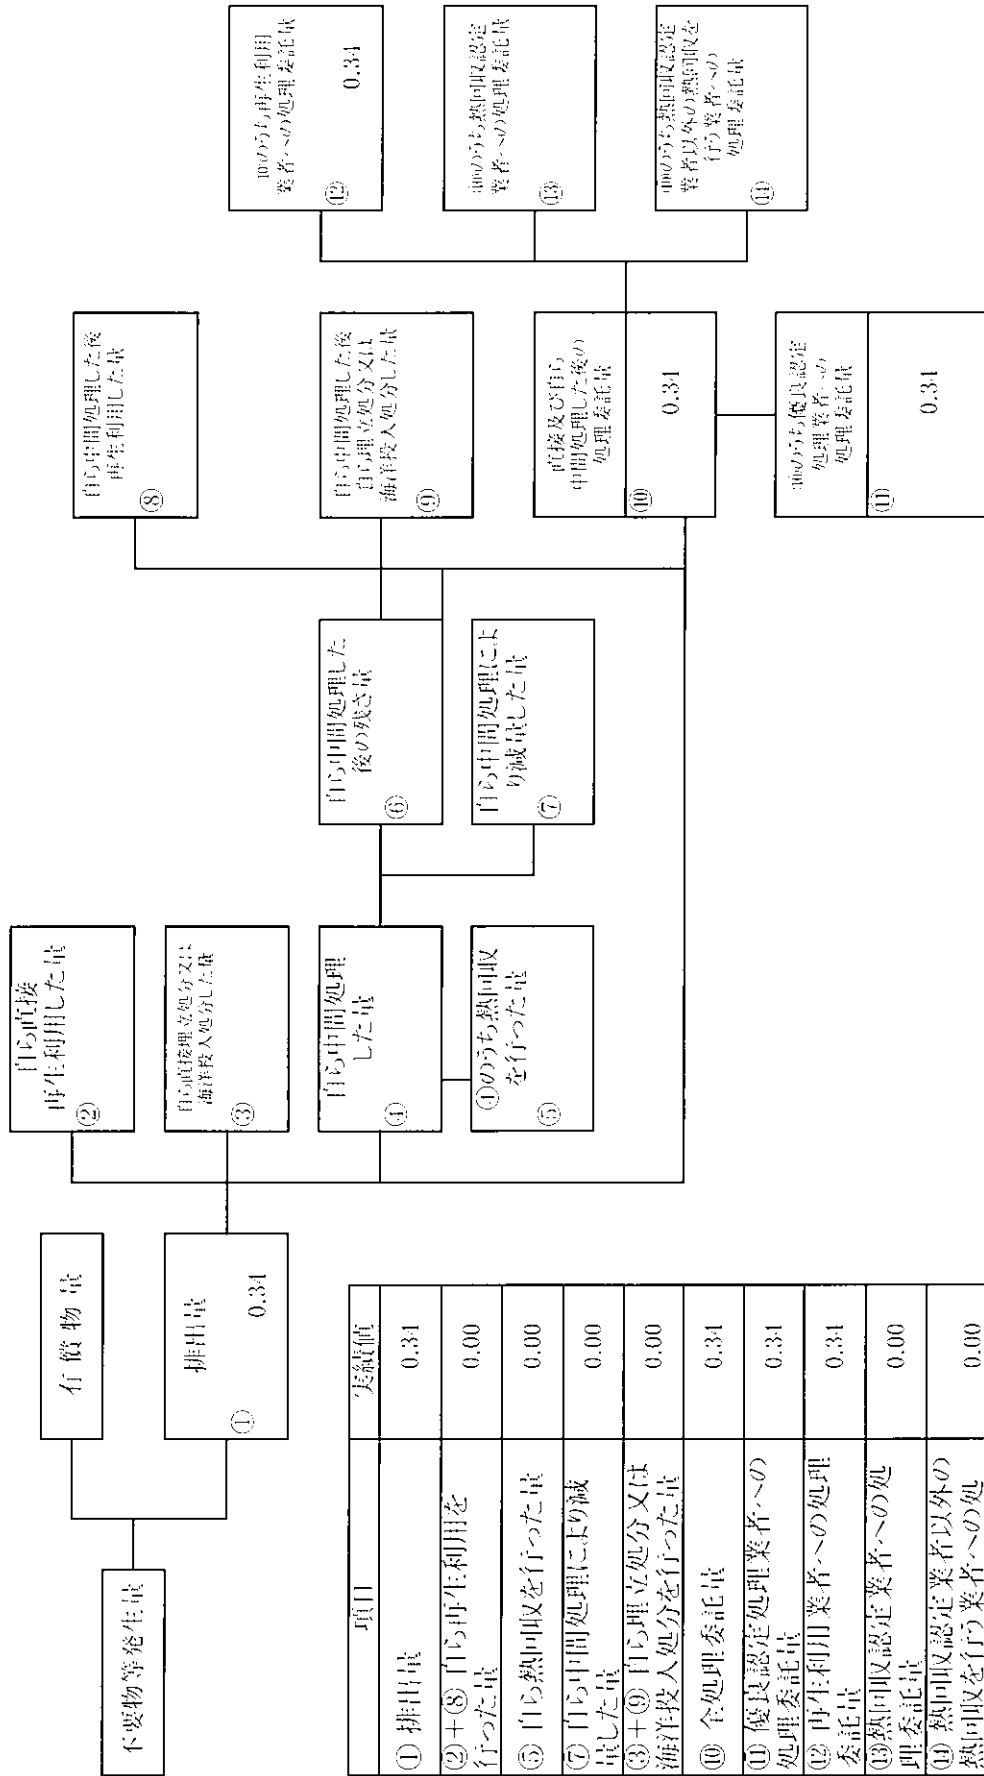 不要物等発生量
有償物量
排出量
①
0.34
自ら直接
再生利用した量
②
自ら直接埋立処分又は
海洋投入処分した量
③
自ら中間処理
した量
④
④のうち熱回収
を行った量
⑤
自ら中間処理した
後の残さ量
⑥
自ら中間処理によ
り減量した量
⑦
自ら中間処理した後
再生利用した量
⑧
自ら中間処理した後
自ら埋立処分又は
海洋投入処分した量
⑨
直接及び自ら
中間処理した後の
処理委託量
⑩
0.34
⑩のうち優良認定
処理業者への
処理委託量
⑪
0.34
⑩のうち再生利用
業者への処理委託量
⑫
0.34
⑩のうち熱回収認定
業者への処理委託量
⑬
⑩のうち熱回収認定
業者以外の熱回収を
行う業者への
処理委託量
⑭
項目 実績値
①排出量 0.34
②+⑧ 自ら再生利用を
行った量 0.00
⑤ 自ら熱回収を行った量 0.00
⑦ 自ら中間処理により減
量した量 0.00
③+⑨ 自ら埋立処分又は
海洋投入処分を行った量 0.00
⑩ 全処理委託量 0.34
⑪ 優良認定処理業者への
処理委託量 0.34
⑫ 再生利用業者への処理
委託量 0.34
⑬熱回収認定業者への処
理委託量 0.00
⑭ 熱回収認定業者以外の
熱回収を行う業者への処 0.00